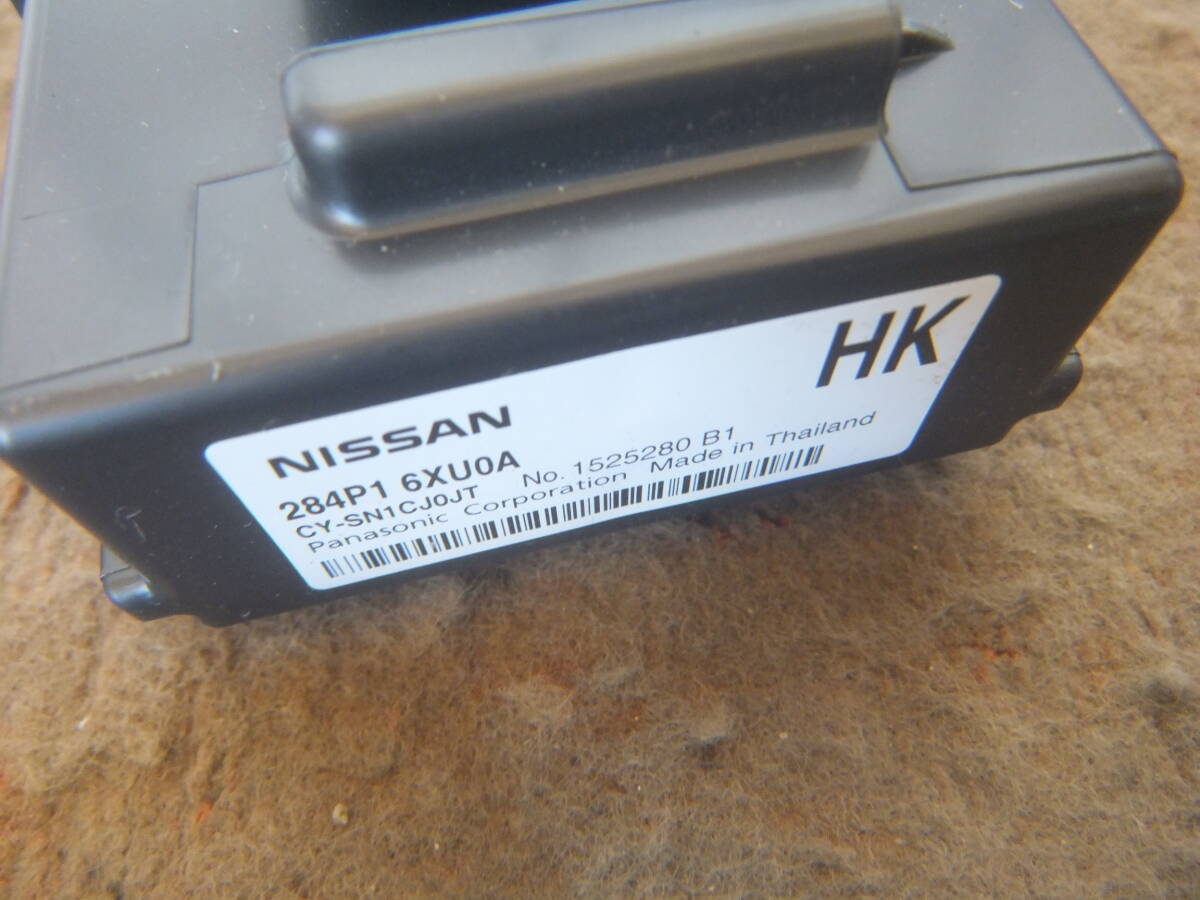 HK
NISSAN
284P1 6XU0A
CY-SN1CJ0JT No. 1525280 B1
Panasonic Corporation Made in Thailand